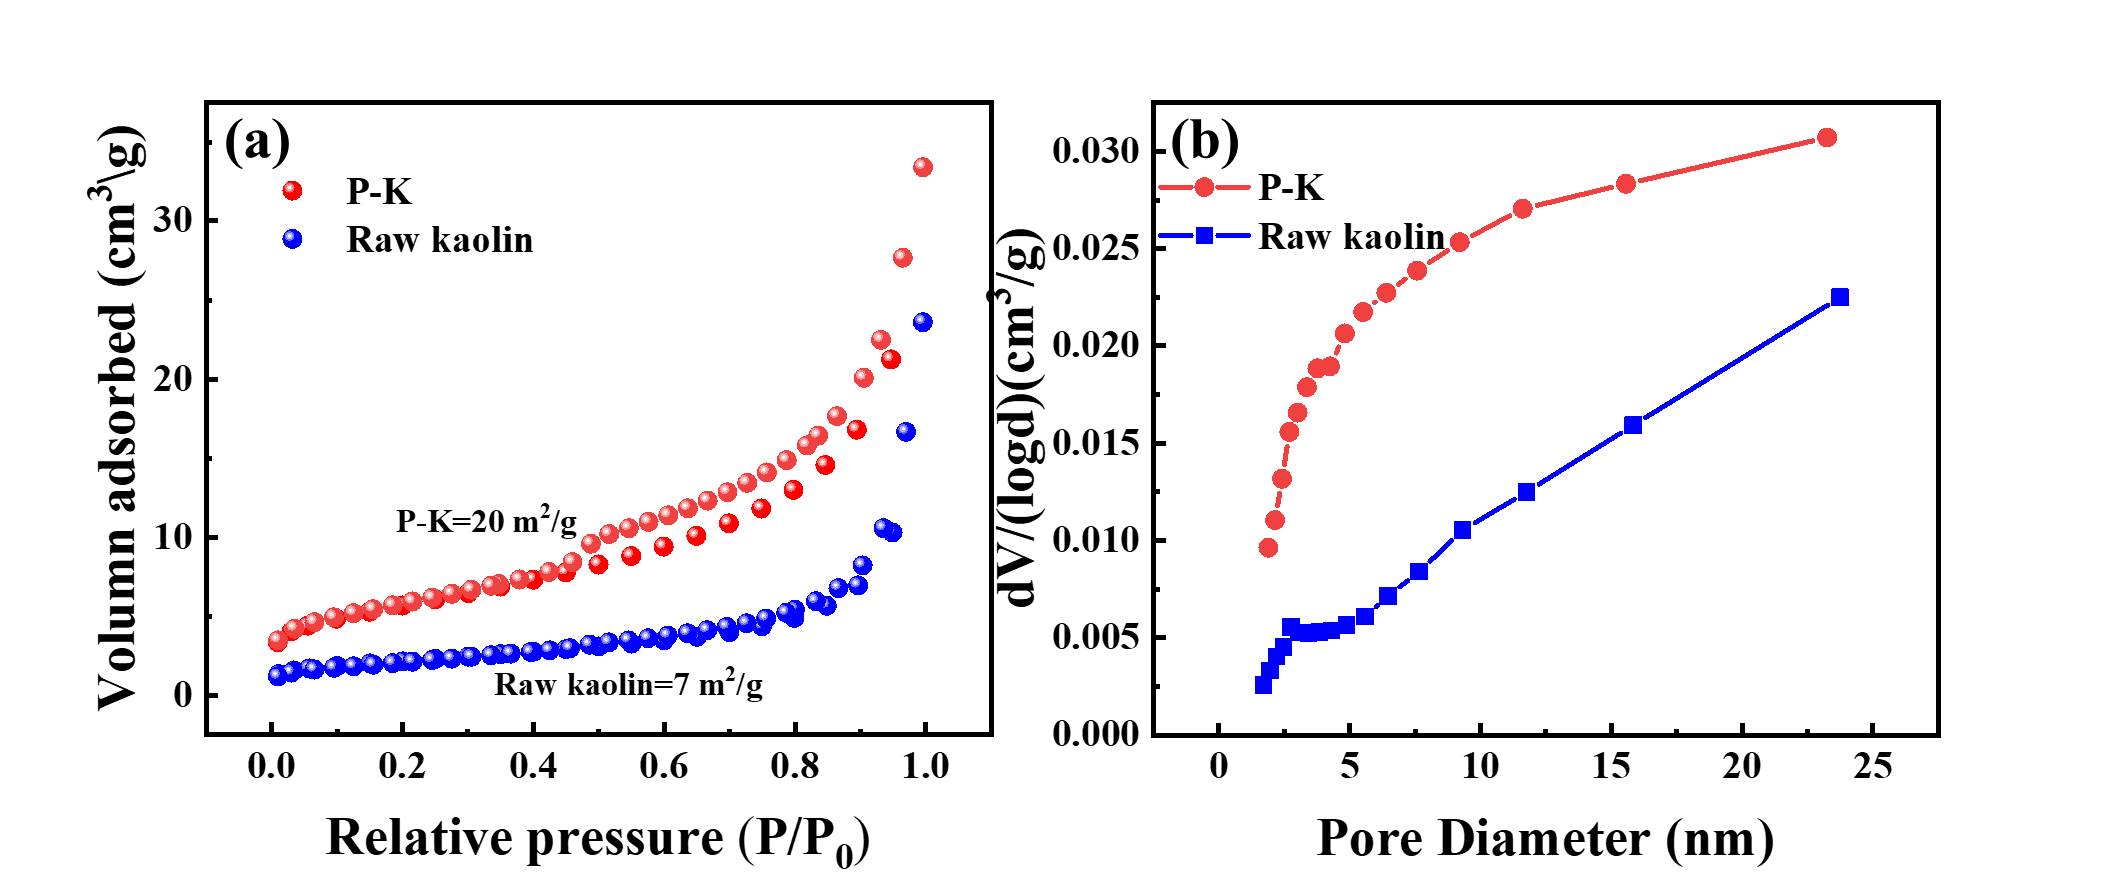 (a)
P-K
Raw kaolin
P-K=20 m²/g
Raw kaolin=7 m²/g
30
20
10
0
0.0 0.2 0.4 0.6 0.8 1.0
Volumn adsorbed (cm³\g)
Relative pressure (P/P₀)
(b)
P-K
Raw kaolin
0.030
0.025
0.020
0.015
0.010
0.005
0.000
0 5 10 15 20 25
dV/(logd)(cm³/g)
Pore Diameter (nm)